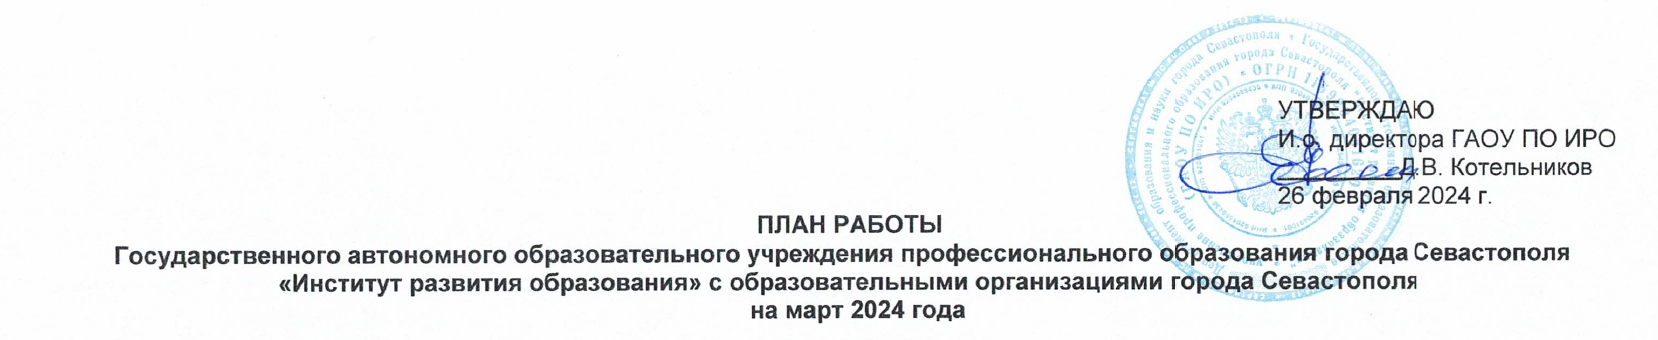 УТВЕРЖДАЮ
И.о. директора ГАОУ ПО ИРО
Д.В. Котельников
26 февраля 2024 г.
ПЛАН РАБОТЫ
Государственного автономного образовательного учреждения профессионального образования города Севастополя
«Институт развития образования» с образовательными организациями города Севастополя
на март 2024 года